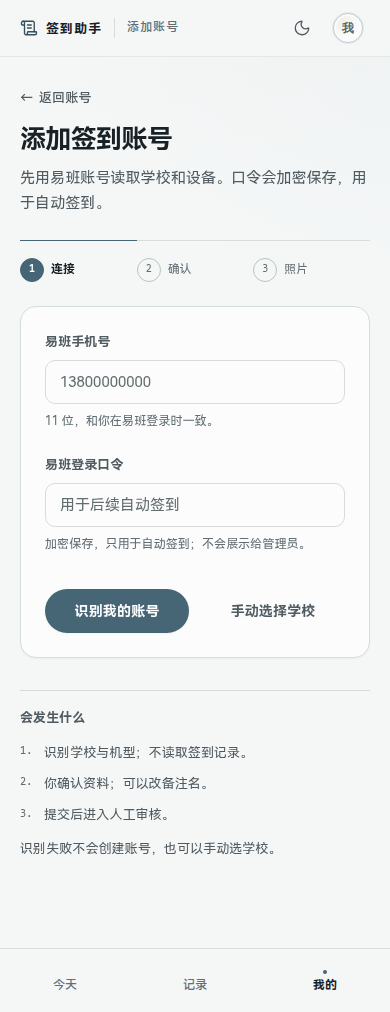 签到助手
添加账号
我
← 返回账号
添加签到账号
先用易班账号读取学校和设备。口令会加密保存，用
于自动签到。
1 连接
2 确认
3 照片
易班手机号
13800000000
11 位，和你在易班登录时一致。
易班登录口令
用于后续自动签到
加密保存，只用于自动签到；不会展示给管理员。
识别我的账号
手动选择学校
会发生什么
1. 识别学校与机型；不读取签到记录。
2. 你确认资料；可以改备注名。
3. 提交后进入人工审核。
识别失败不会创建账号，也可以手动选学校。
今天
记录
我的